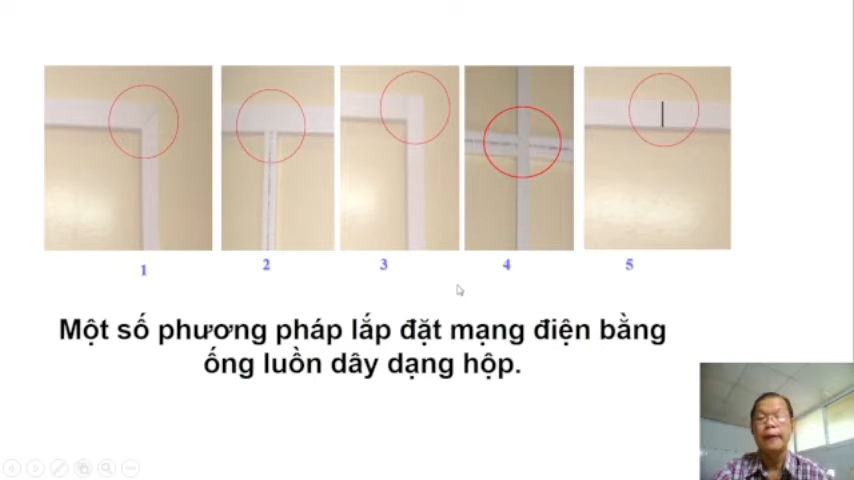 1
2
3
4
5
Một số phương pháp lắp đặt mạng điện bằng
ống luồn dây dạng hộp.